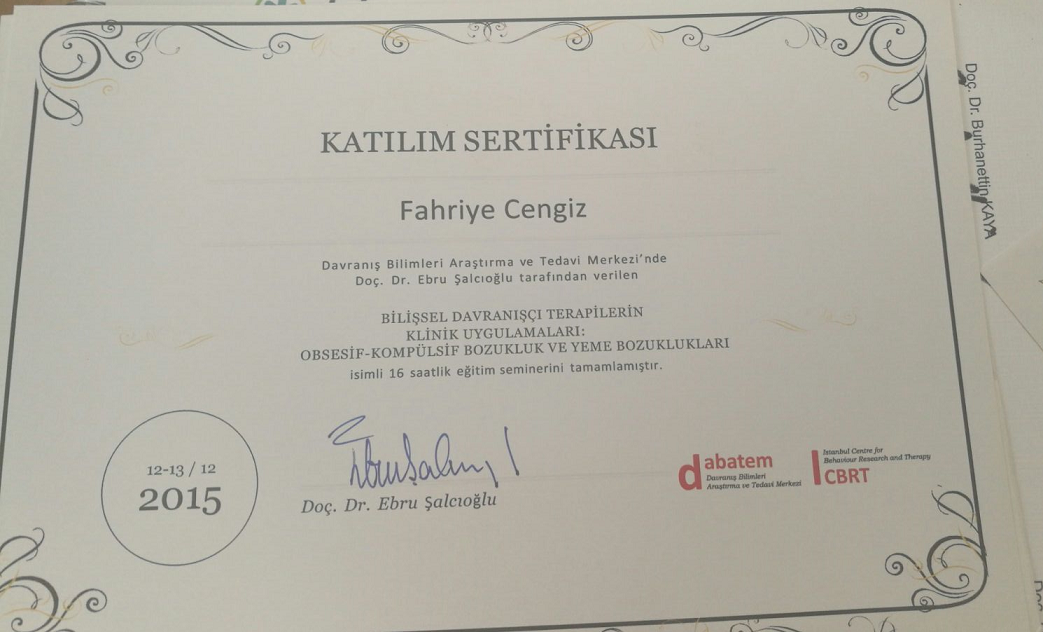 KATILIM SERTİFİKASI
Fahriye Cengiz
Davranış Bilimleri Araştırma ve Tedavi Merkezi'nde
Doç. Dr. Ebru Şalcıoğlu tarafından verilen
BİLİŞSEL DAVRANIŞÇI TERAPİLERİN
KLİNİK UYGULAMALARI:
OBSESİF-KOMPÜLSİF BOZUKLUK VE YEME BOZUKLUKLARI
isimli 16 saatlik eğitim seminerini tamamlamıştır.
12-13 / 12
2015
Doç. Dr. Ebru Şalcıoğlu
dabatem
Davranış Bilimleri
Araştırma ve Tedavi Merkezi
Istanbul Centre for
Behaviour Research and Therapy
ICBRT
Doç. Dr. Burhanettin KAYA